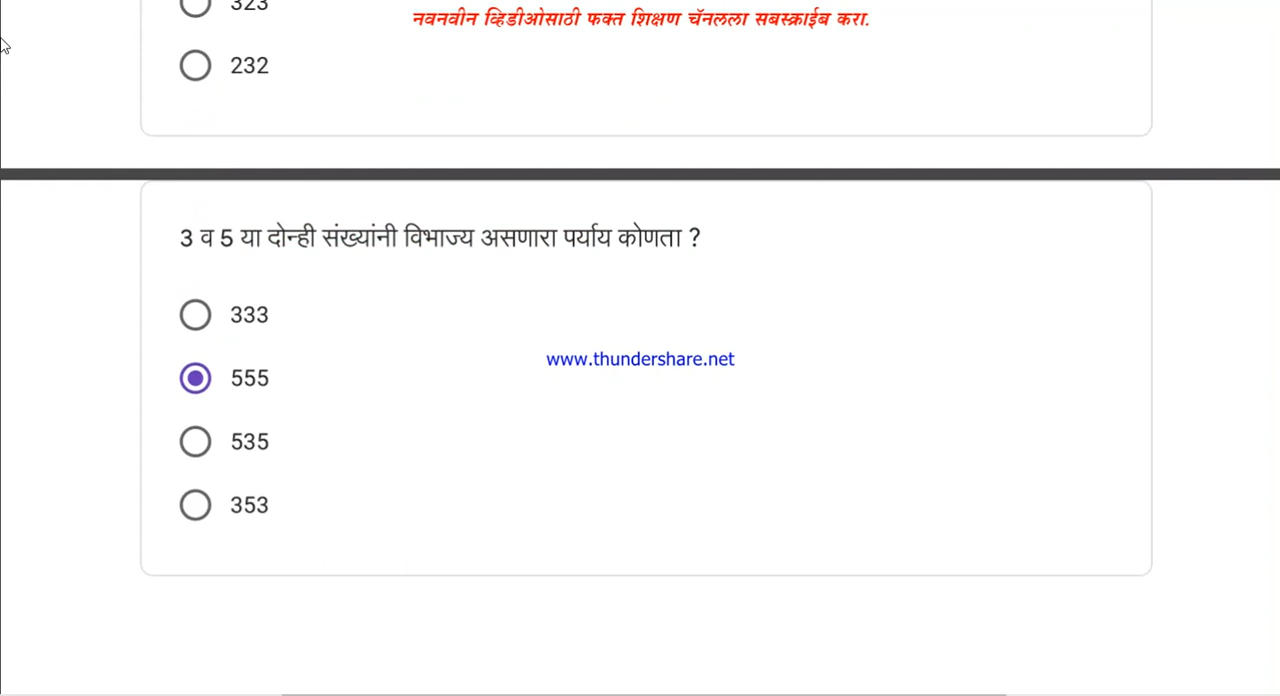 323
नवनवीन व्हिडीओसाठी फक्त शिक्षण चॅनलला सबस्क्राईब करा.
232
3 व 5 या दोन्ही संख्यांनी विभाज्य असणारा पर्याय कोणता ?
333
www.thundershare.net
555
535
353